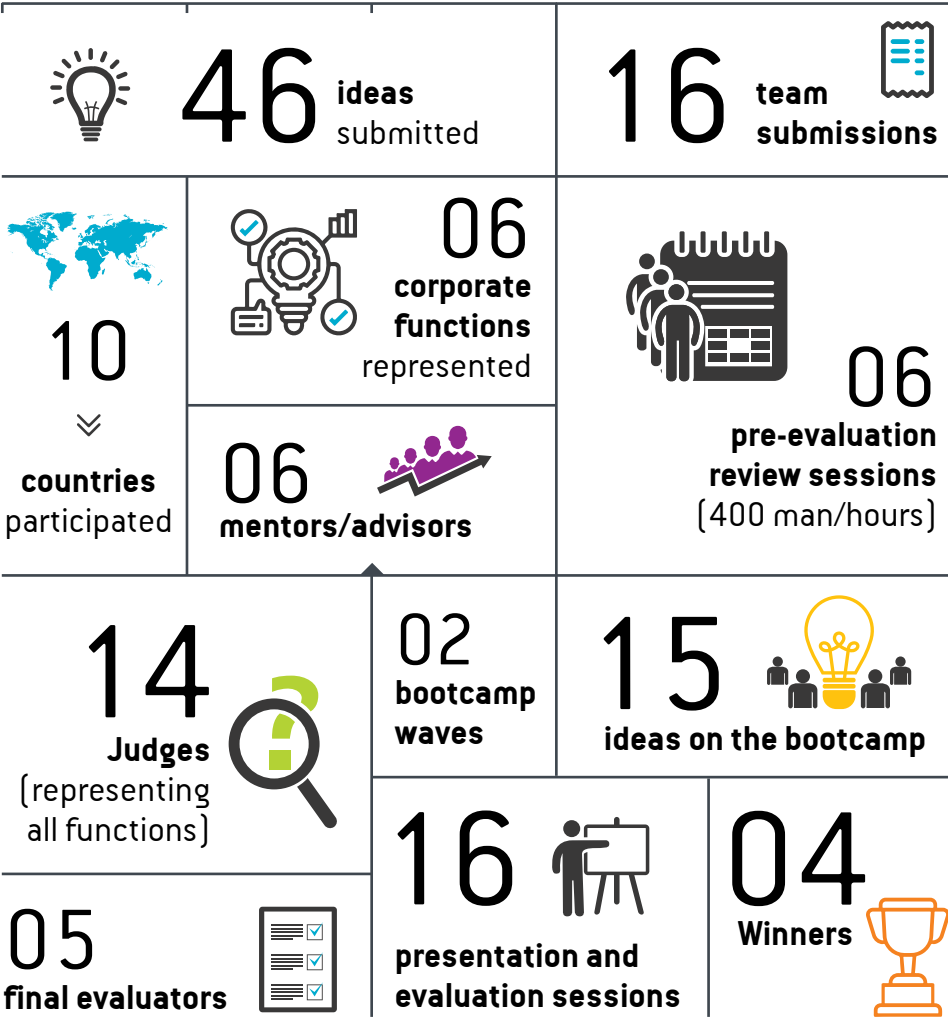 46 ideas
submitted
16 team
submissions
10
countries
participated
06
corporate
functions
represented
06
mentors/advisors
06
pre-evaluation
review sessions
(400 man/hours)
14
Judges
(representing
all functions)
02
bootcamp
waves
15
ideas on the bootcamp
05
final evaluators
16
presentation and
evaluation sessions
04
Winners